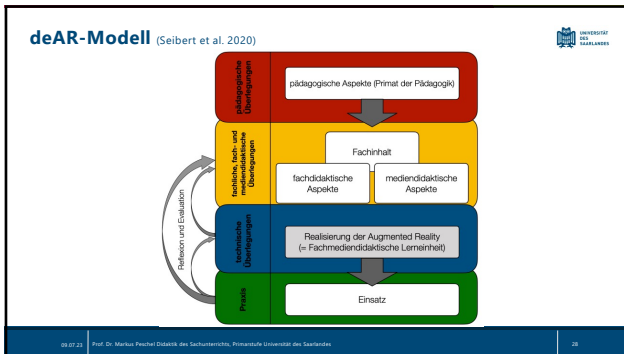 deAR-Modell (Seibert et al. 2020)
UNIVERSITÄT
DES
SAARLANDES
pädagogische
Überlegungen
pädagogische Aspekte (Primat der Pädagogik)
fachliche, fach- und
mediendidaktische
Überlegungen
Fachinhalt
fachdidaktische
Aspekte
mediendidaktische
Aspekte
Reflexion und Evaluation
technische
Überlegungen
Realisierung der Augmented Reality
(= Fachmediendidaktische Lerneinheit)
Praxis
Einsatz
09.07.23
Prof. Dr. Markus Peschel Didaktik des Sachunterrichts, Primarstufe Universität des Saarlandes
28